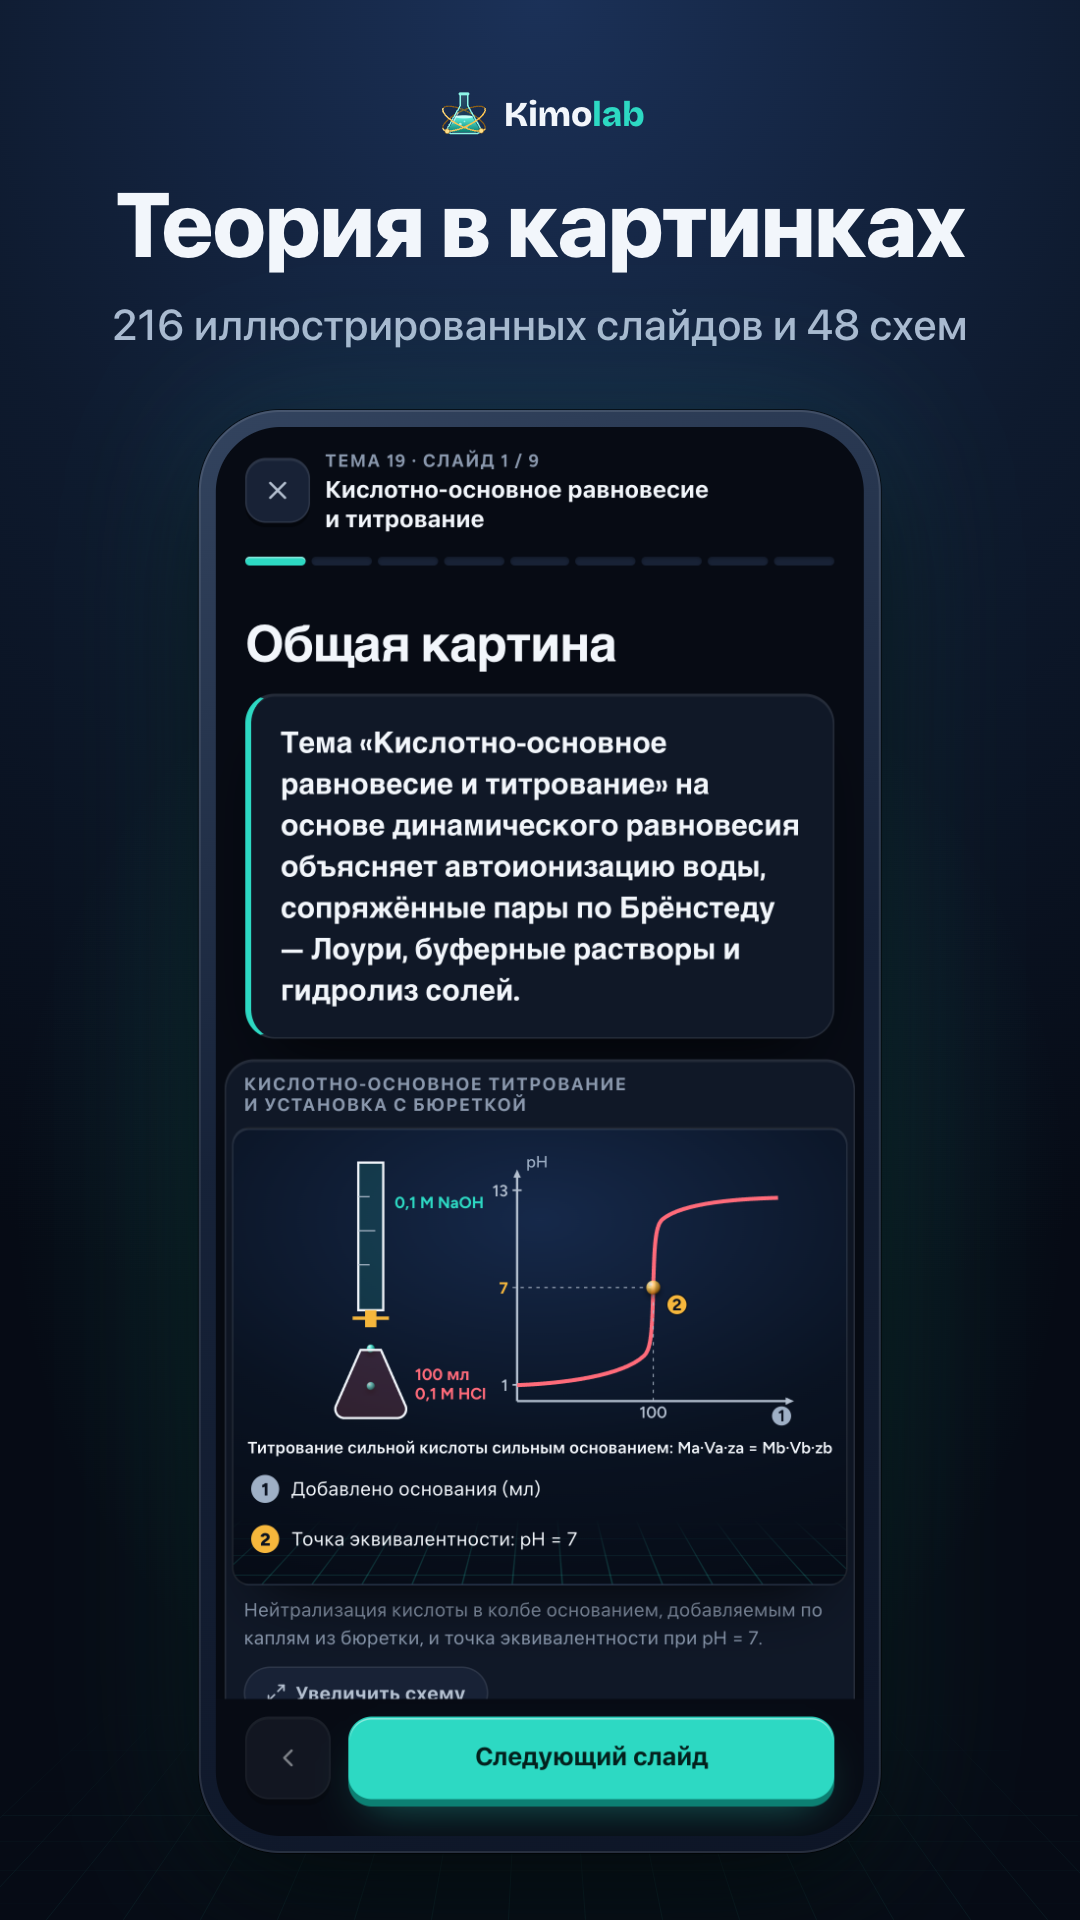 Kimolab
Теория в картинках
216 иллюстрированных слайдов и 48 схем
ТЕМА 19 · СЛАЙД 1 / 9
Кислотно-основное равновесие
и титрование
Общая картина
Тема «Кислотно-основное
равновесие и титрование» на
основе динамического равновесия
объясняет автоионизацию воды,
сопряжённые пары по Брёнстеду
— Лоури, буферные растворы и
гидролиз солей.
КИСЛОТНО-ОСНОВНОЕ ТИТРОВАНИЕ
И УСТАНОВКА С БЮРЕТКОЙ
pH
13
0,1 M NaOH
7
2
100 мл
0,1 M HCl
1
100
1
Титрование сильной кислоты сильным основанием: Ma·Va·za = Mb·Vb·zb
1 Добавлено основания (мл)
2 Точка эквивалентности: pH = 7
Нейтрализация кислоты в колбе основанием, добавляемым по
каплям из бюретки, и точка эквивалентности при pH = 7.
Увеличить схему
Следующий слайд